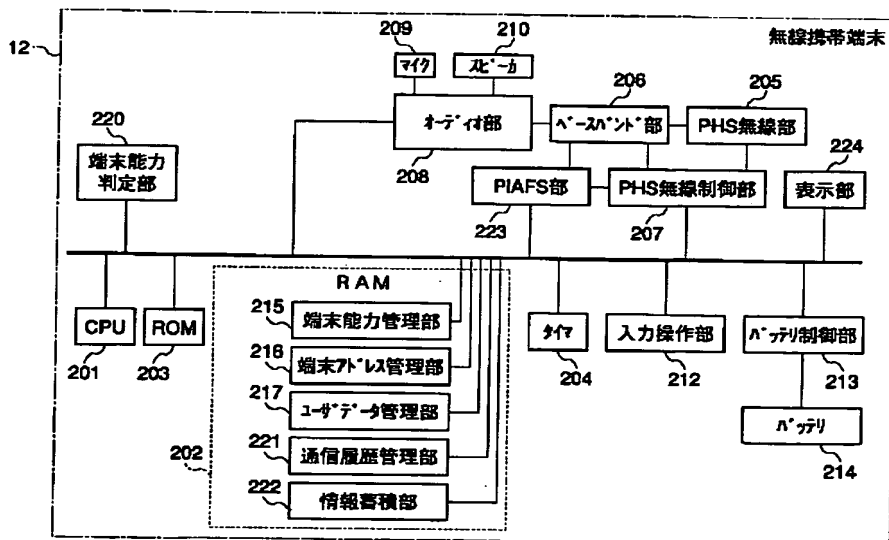 12
無線携帯端末
209
210
マイク
スピーカ
206
205
220
オーディオ部
ベースバンド部
PHS無線部
端末能力
判定部
208
224
PIAFS部
PHS無線制御部
表示部
223
207
RAM
215
端末能力管理部
CPU
ROM
タイマ
入力操作部
バッテリ制御部
201
203
216
端末アドレス管理部
204
212
213
217
ユーザデータ管理部
202
221
通信履歴管理部
バッテリ
214
222
情報蓄積部